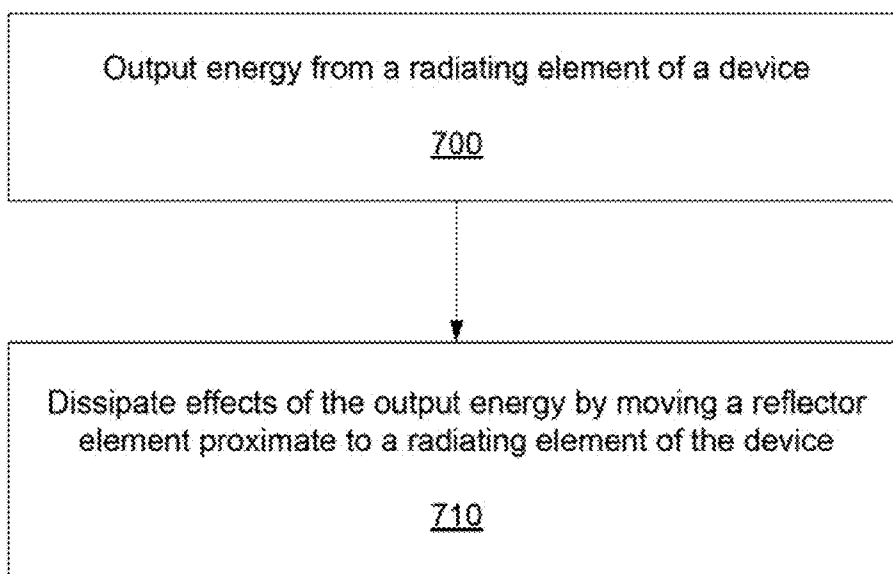 Output energy from a radiating element of a device
700
Dissipate effects of the output energy by moving a reflector
element proximate to a radiating element of the device
710